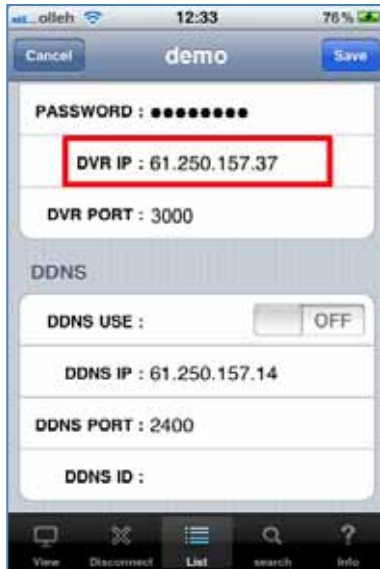 olleh 12:33 76%
Cancel demo Save
PASSWORD : ●●●●●●●●
DVR IP : 61.250.157.37
DVR PORT : 3000
DDNS
DDNS USE : OFF
DDNS IP : 61.250.157.14
DDNS PORT : 2400
DDNS ID :
View Disconnect List search Info